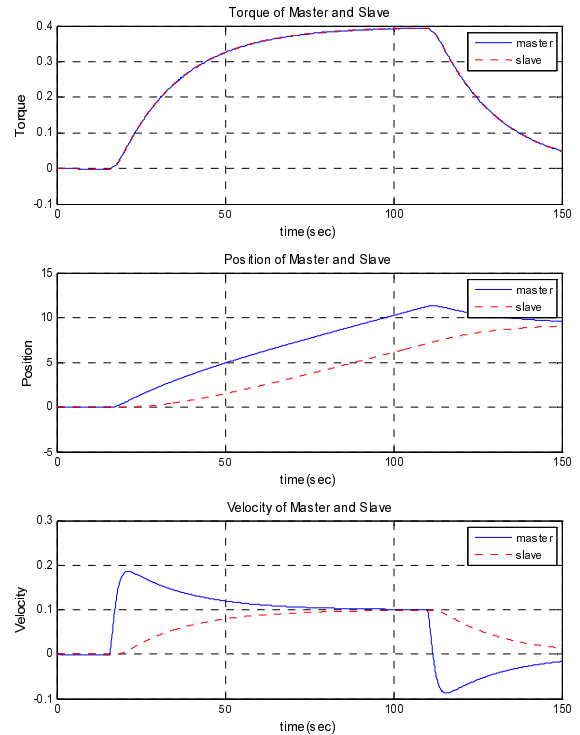 Torque of Master and Slave
0.4
0.3
0.2
0.1
0
-0.1
Torque
master
slave
0
50
100
150
time(sec)
Position of Master and Slave
15
10
5
0
-5
Position
master
slave
0
50
100
150
time(sec)
Velocity of Master and Slave
0.3
0.2
0.1
0
-0.1
Velocity
master
slave
0
50
100
150
time(sec)